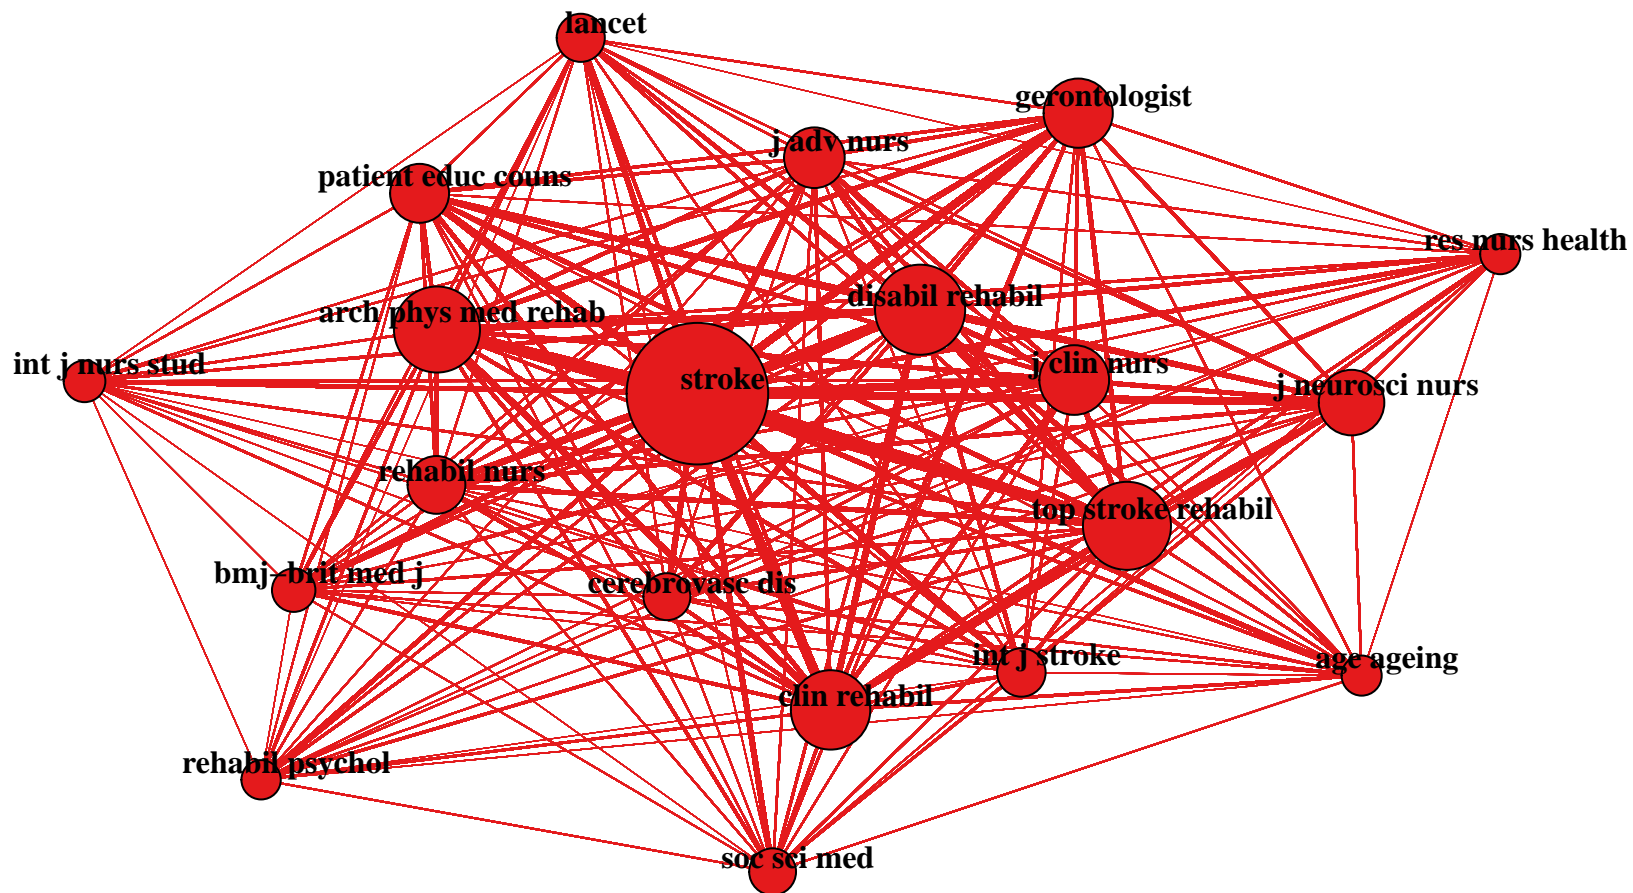 lancet
gerontologist
j adv nurs
patient educ couns
res nurs health
disabil rehabil
arch phys med rehab
int j nurs stud
j clin nurs
stroke
j neurosci nurs
rehabil nurs
top stroke rehabil
bmj−brit med j
cerebrovasc dis
int j stroke
age ageing
clin rehabil
rehabil psychol
soc sci med